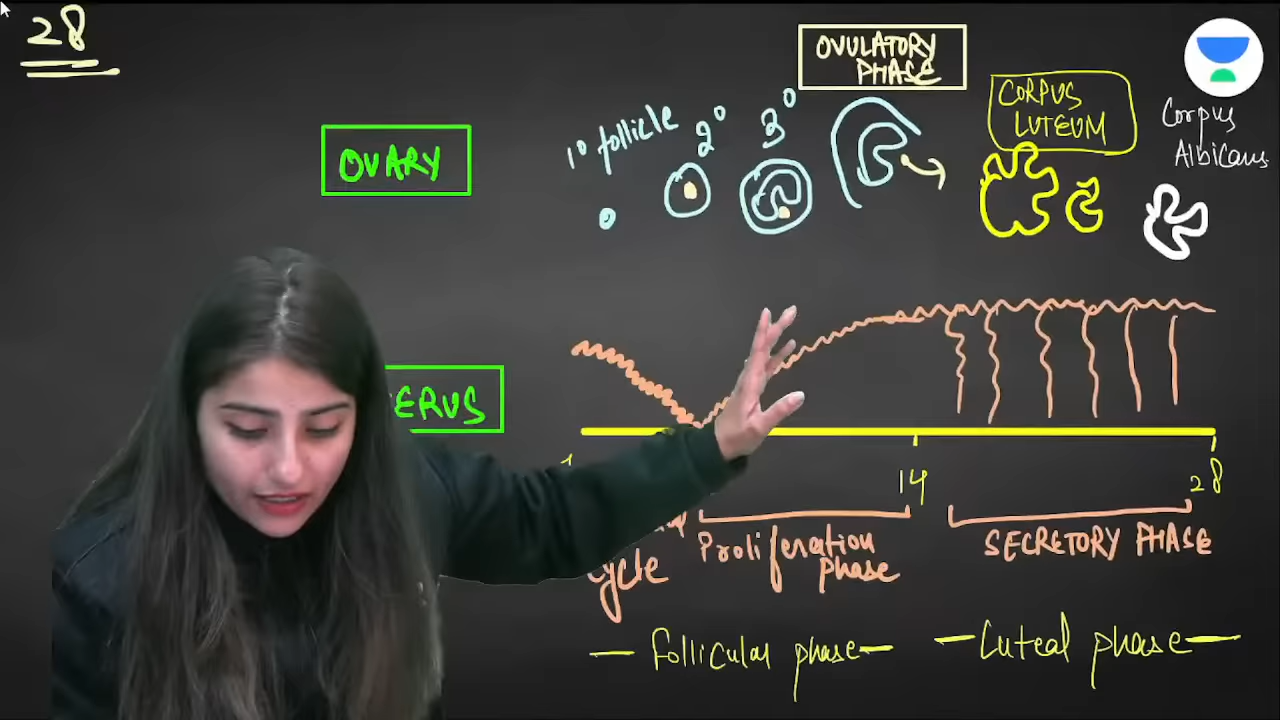 28
OVULATORY
PHASE
CORPUS
LUTEUM
Corpus
Albicans
1° follicle
2°
3°
OVARY
ERUS
14
28
Proliferation
phase
cycle
SECRETORY PHASE
Follicular phase
Luteal phase